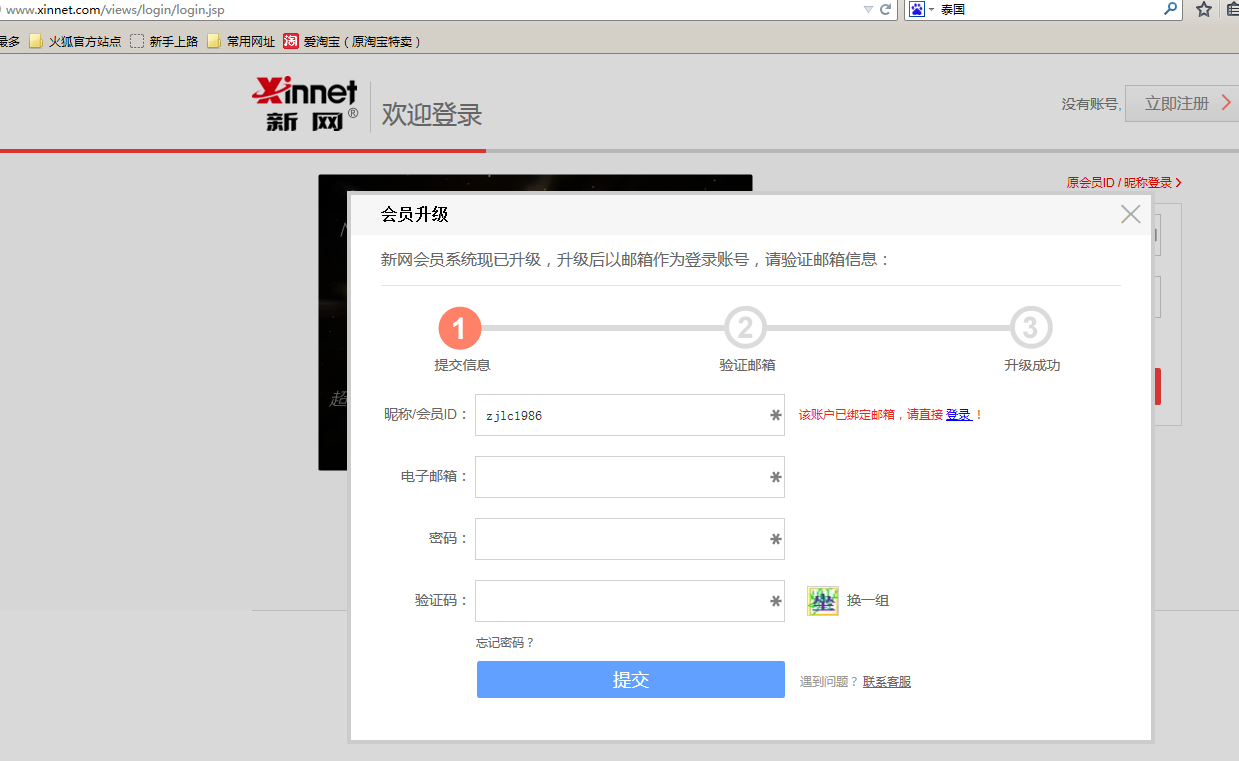 www.xinnet.com/views/login/login.jsp
泰国
最多 火狐官方站点 新手上路 常用网址 淘 爱淘宝（原淘宝特卖）
Xinnet
新网®
欢迎登录
没有账号, 立即注册
原会员ID / 昵称登录
会员升级
新网会员系统现已升级，升级后以邮箱作为登录账号，请验证邮箱信息：
1 2 3
提交信息 验证邮箱 升级成功
昵称/会员ID： zjlc1986 * 该账户已绑定邮箱，请直接 登录 ！
超
电子邮箱： *
密码： *
验证码： * 坐 换一组
忘记密码？
提交
遇到问题？ 联系客服